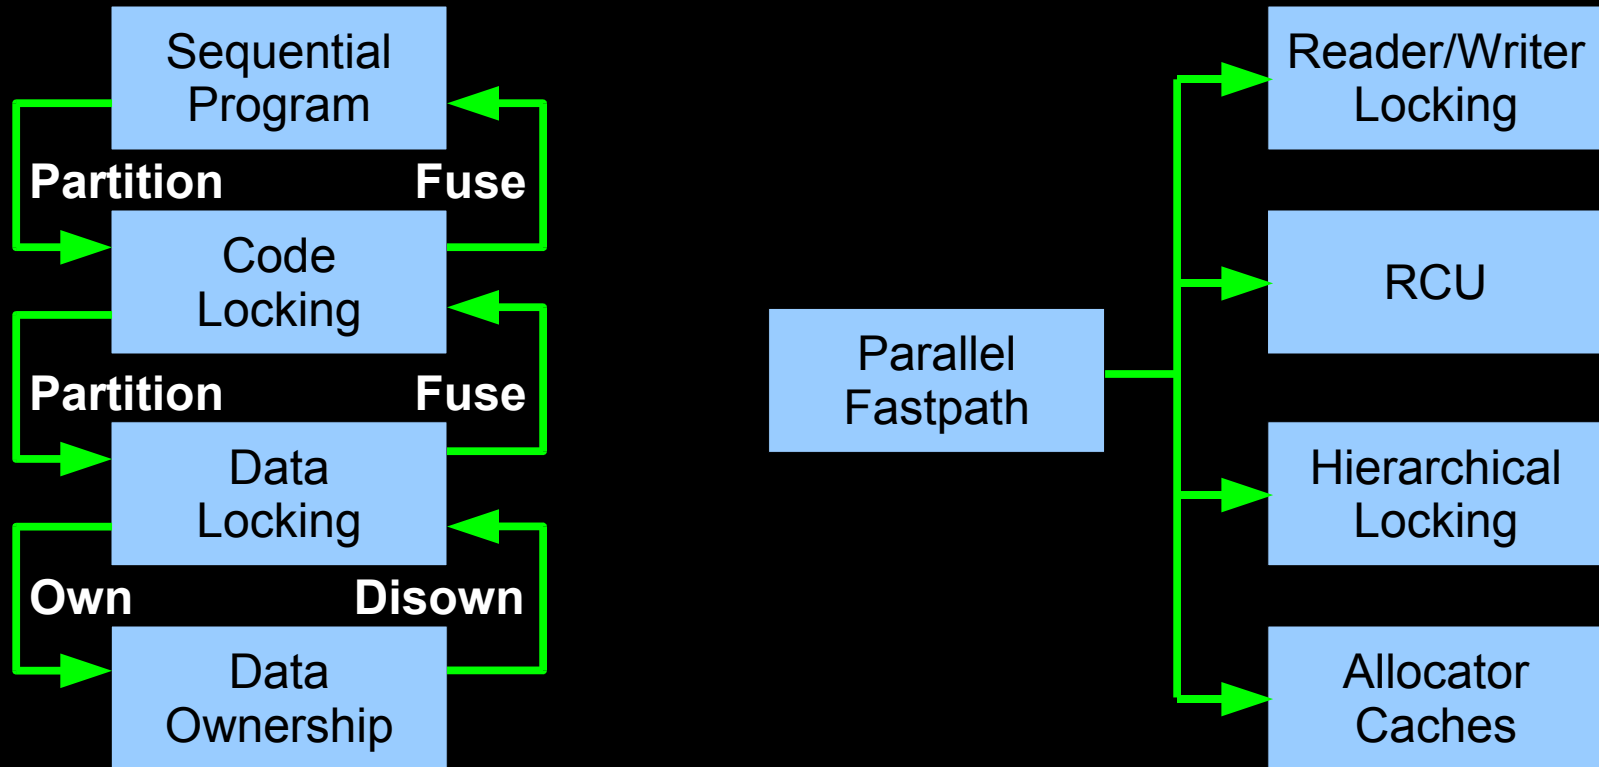 Sequential
Program
Partition
Fuse
Code
Locking
Partition
Fuse
Data
Locking
Own
Disown
Data
Ownership
Parallel
Fastpath
Reader/Writer
Locking
RCU
Hierarchical
Locking
Allocator
Caches